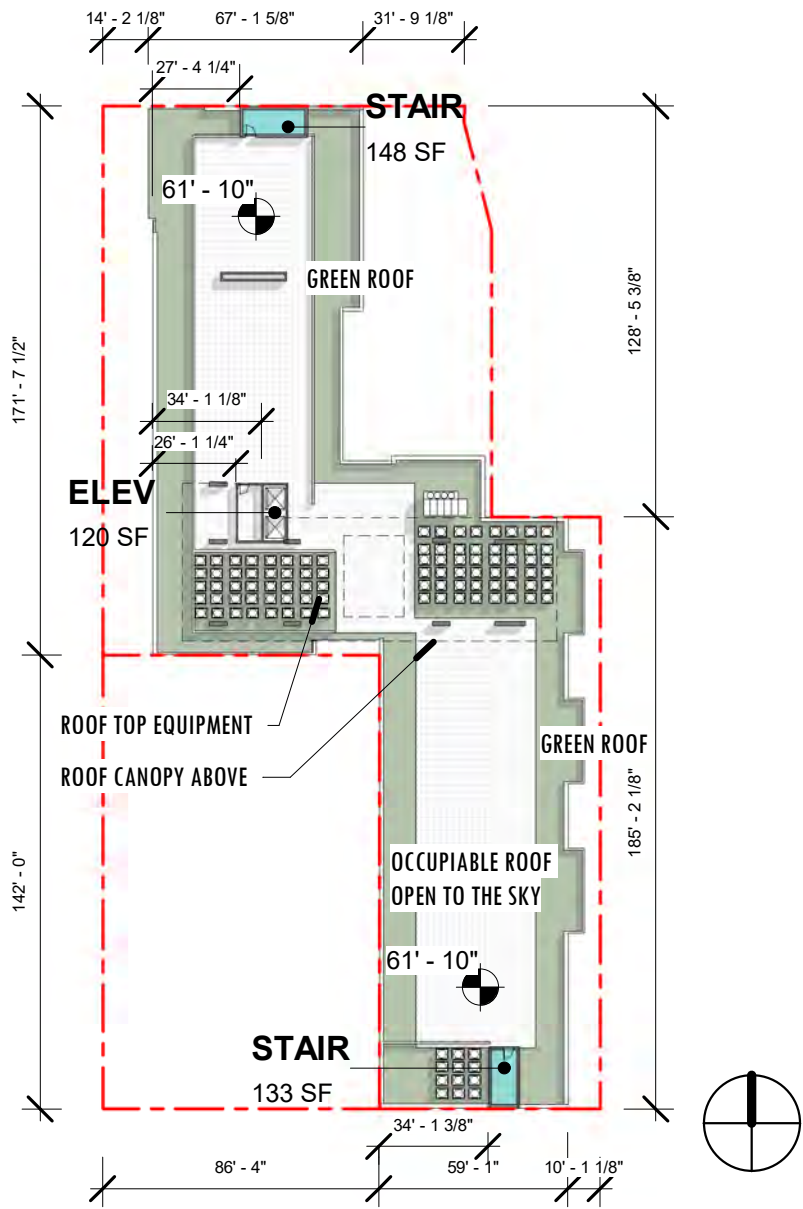 14' - 2 1/8" 67' - 1 5/8" 31' - 9 1/8"
27' - 4 1/4"
STAIR
148 SF
61' - 10"
GREEN ROOF
128' - 5 3/8"
171' - 7 1/2"
34' - 1 1/8"
26' - 1 1/4"
ELEV
120 SF
ROOF TOP EQUIPMENT
GREEN ROOF
ROOF CANOPY ABOVE
185' - 2 1/8"
142' - 0"
OCCUPIABLE ROOF
OPEN TO THE SKY
61' - 10"
STAIR
133 SF
34' - 1 3/8"
86' - 4" 59' - 1" 10' - 1 1/8"